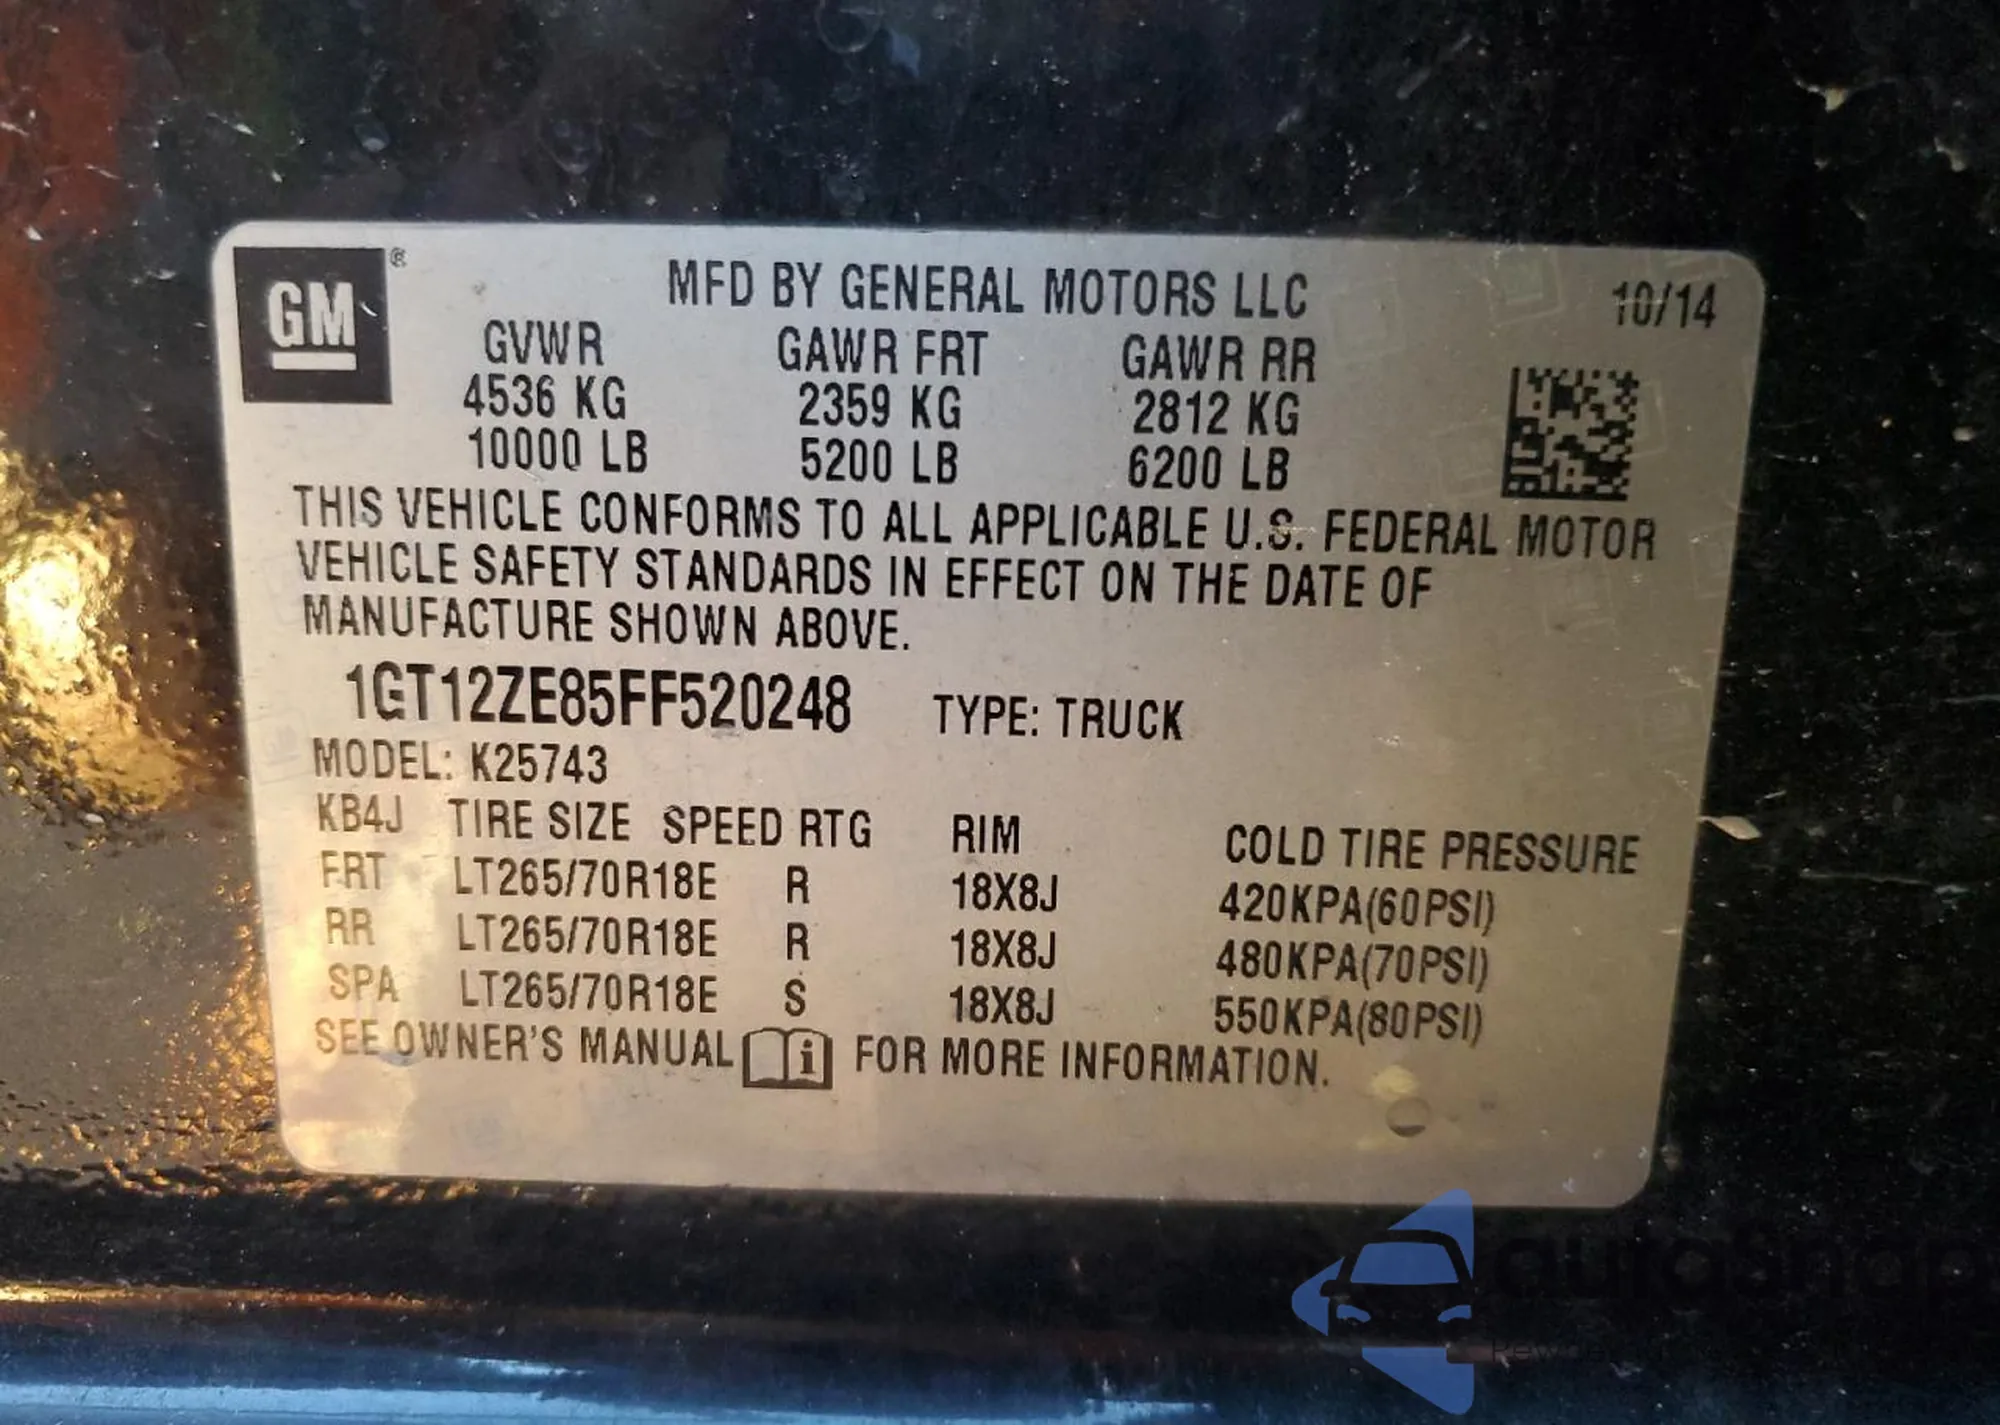 GM ®
MFD BY GENERAL MOTORS LLC 10/14
GVWR GAWR FRT GAWR RR
4536 KG 2359 KG 2812 KG
10000 LB 5200 LB 6200 LB
THIS VEHICLE CONFORMS TO ALL APPLICABLE U.S. FEDERAL MOTOR
VEHICLE SAFETY STANDARDS IN EFFECT ON THE DATE OF
MANUFACTURE SHOWN ABOVE.
1GT12ZE85FF520248 TYPE: TRUCK
MODEL: K25743
KB4J TIRE SIZE SPEED RTG RIM COLD TIRE PRESSURE
FRT LT265/70R18E R 18X8J 420KPA(60PSI)
RR LT265/70R18E R 18X8J 480KPA(70PSI)
SPA LT265/70R18E S 18X8J 550KPA(80PSI)
SEE OWNER'S MANUAL i FOR MORE INFORMATION.
autosnap